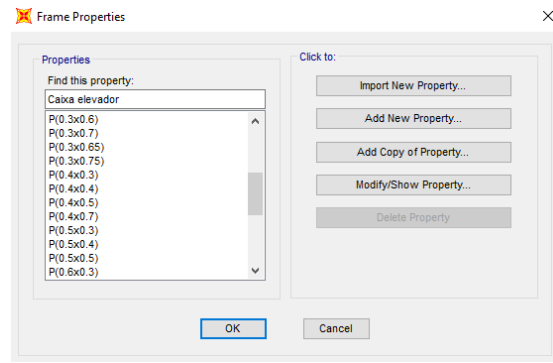 Frame Properties
Properties
Find this property:
Caixa elevador
P(0.3x0.6)
P(0.3x0.7)
P(0.3x0.65)
P(0.3x0.75)
P(0.4x0.3)
P(0.4x0.4)
P(0.4x0.5)
P(0.4x0.7)
P(0.5x0.3)
P(0.5x0.4)
P(0.5x0.5)
P(0.6x0.3)
Click to:
Import New Property...
Add New Property...
Add Copy of Property...
Modify/Show Property...
Delete Property
OK
Cancel